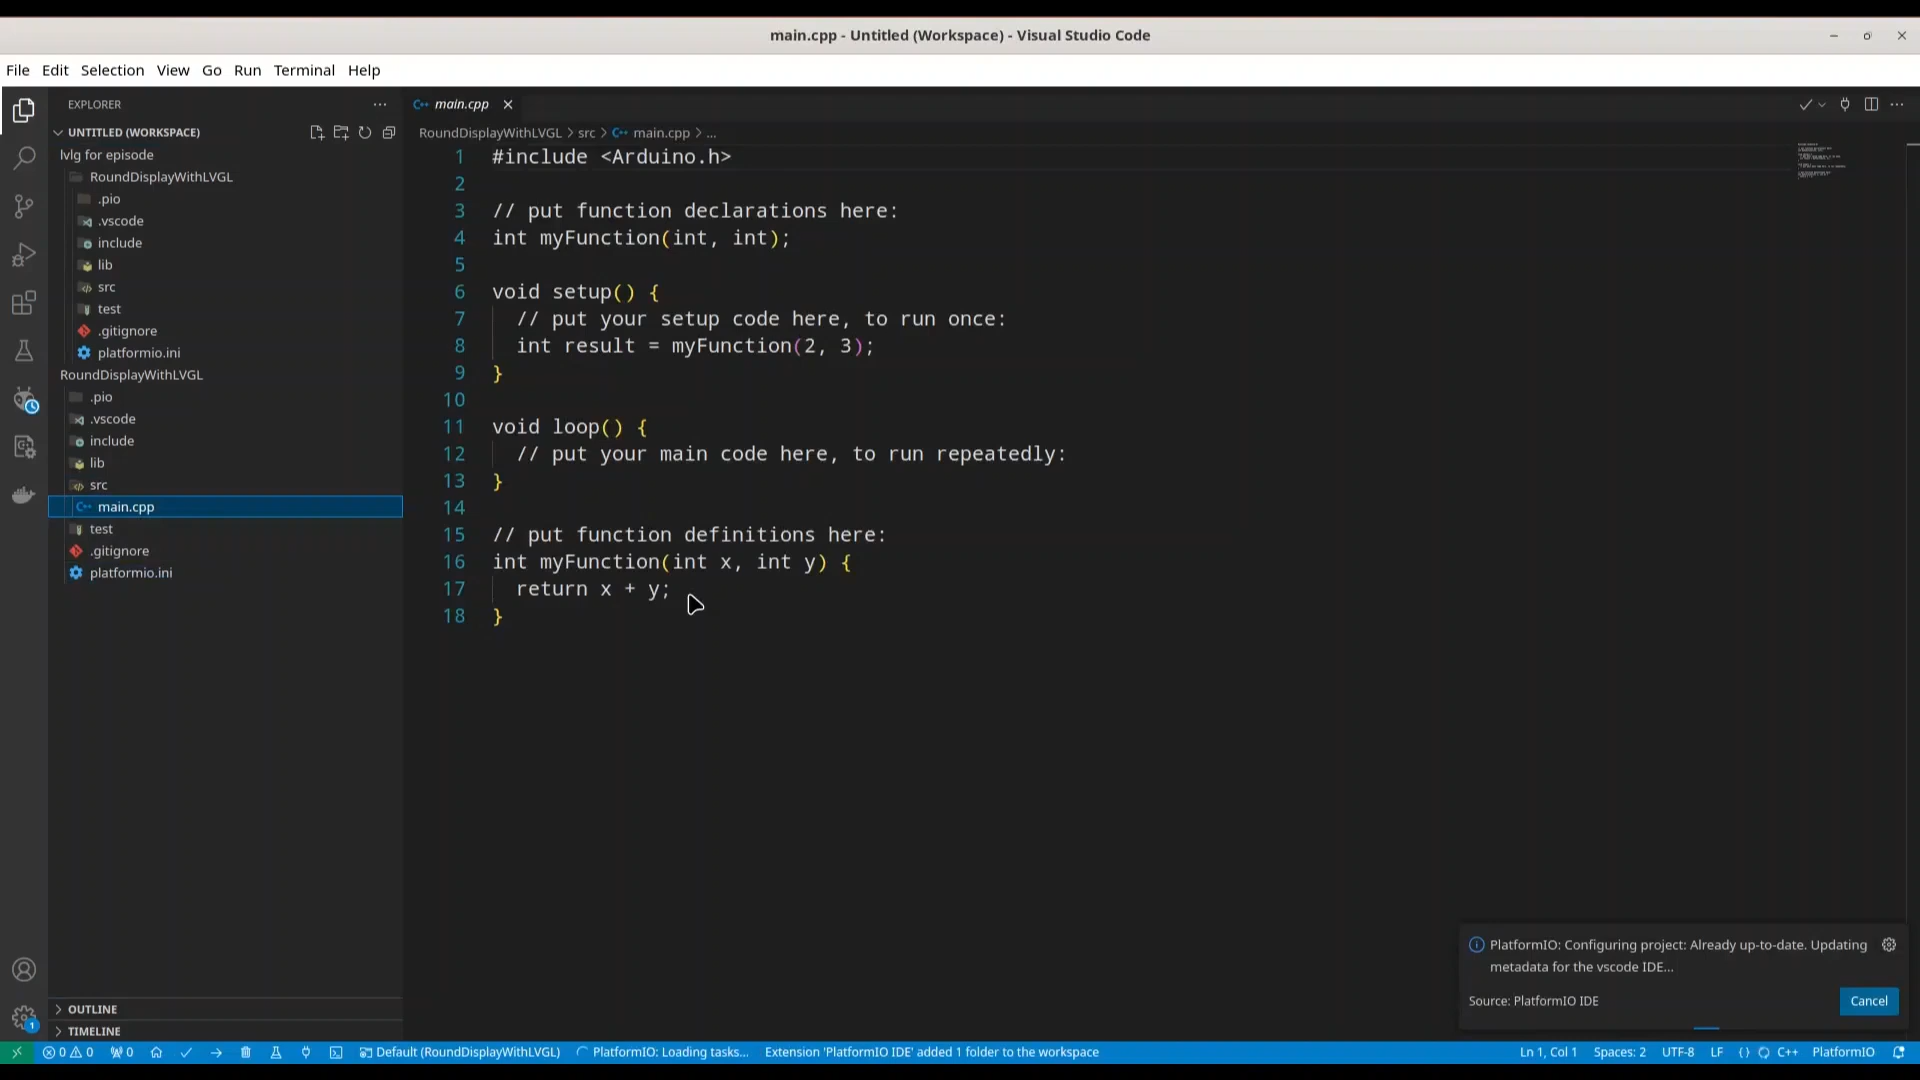 main.cpp - Untitled (Workspace) - Visual Studio Code
File Edit Selection View Go Run Terminal Help
EXPLORER
UNTITLED (WORKSPACE)
lvlg for episode
RoundDisplayWithLVGL
.pio
.vscode
include
lib
src
test
.gitignore
platformio.ini
RoundDisplayWithLVGL
.pio
.vscode
include
lib
src
main.cpp
test
.gitignore
platformio.ini
OUTLINE
TIMELINE
main.cpp
RoundDisplayWithLVGL > src > main.cpp > ...
1 #include <Arduino.h>
2
3 // put function declarations here:
4 int myFunction(int, int);
5
6 void setup() {
7 // put your setup code here, to run once:
8 int result = myFunction(2, 3);
9 }
10
11 void loop() {
12 // put your main code here, to run repeatedly:
13 }
14
15 // put function definitions here:
16 int myFunction(int x, int y) {
17 return x + y;
18 }
PlatformIO: Configuring project: Already up-to-date. Updating
metadata for the vscode IDE...
Source: PlatformIO IDE
Cancel
1
0 0 0 Default (RoundDisplayWithLVGL) PlatformIO: Loading tasks... Extension 'PlatformIO IDE' added 1 folder to the workspace Ln 1, Col 1 Spaces: 2 UTF-8 LF {} C++ PlatformIO